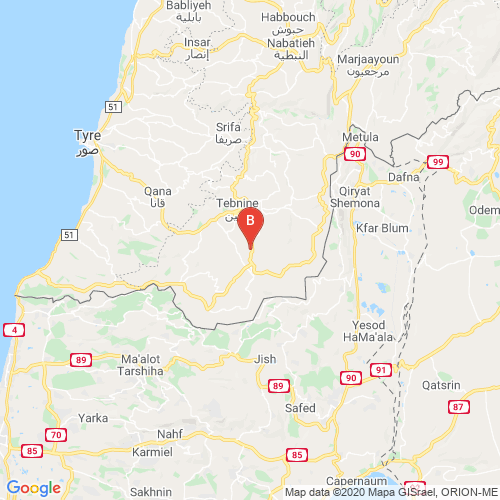 Babliyeh
بابلية
Habbouch
حبوش
Insar
إنصار
Nabatieh
النبطية
Marjaayoun
مرجعيون
51
Srifa
صريفا
Tyre
صور
Metula
90
99
Dafna
Qana
قانا
Qiryat
Shemona
Tebnine
B
Odem
51
Kfar Blum
4
Yesod
HaMa'ala
89
Ma'alot
Tarshiha
Jish
91
90
89
Qatsrin
87
Safed
Yarka
70
Nahf
85
Karmiel
85
Capernaum
Sakhnin
Google
Map data ©2020 Mapa GISrael, ORION-ME